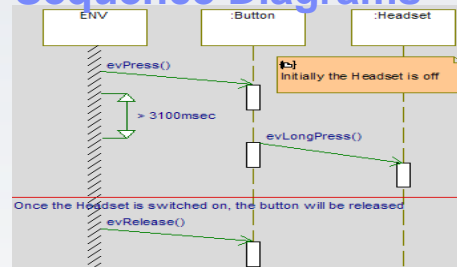 Sequence Diagrams
ENV
:Button
:Headset
evPress()
Initially the Headset is off
> 3100msec
evLongPress()
Once the Headset is switched on, the button will be released
evRelease()